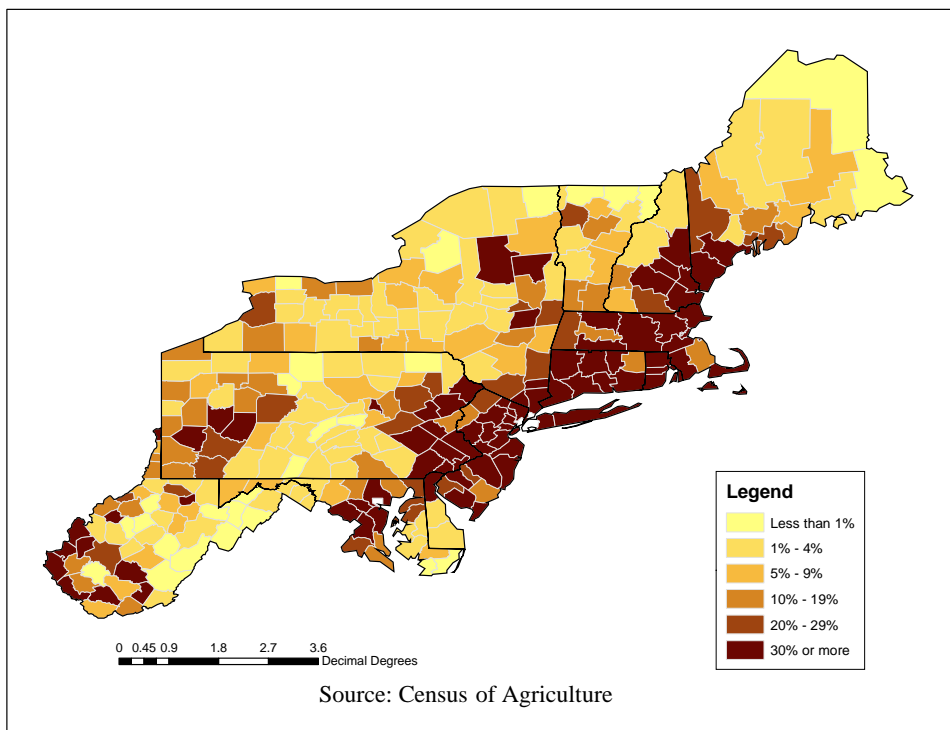 Legend
Less than 1%
1% - 4%
5% - 9%
10% - 19%
20% - 29%
30% or more
0 0.45 0.9 1.8 2.7 3.6
Decimal Degrees
Source: Census of Agriculture